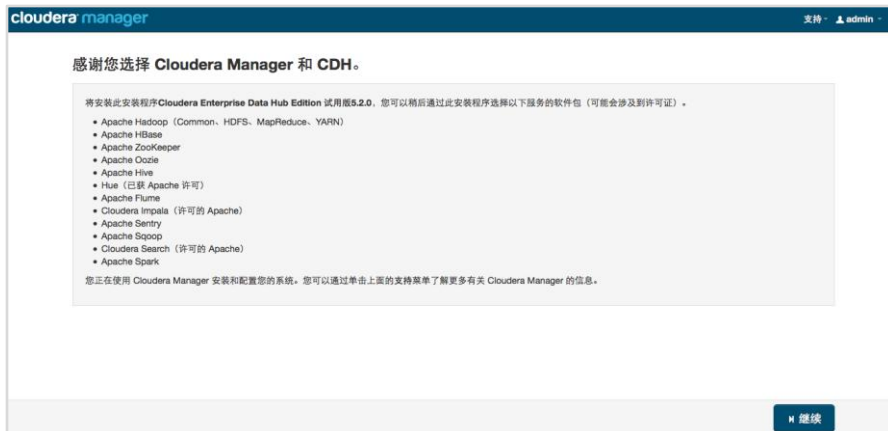 cloudera manager
支持 admin
感谢您选择 Cloudera Manager 和 CDH。
将安装此安装程序Cloudera Enterprise Data Hub Edition 试用版5.2.0，您可以稍后通过此安装程序选择以下服务的软件包（可能会涉及到许可证）。
• Apache Hadoop（Common、HDFS、MapReduce、YARN）
• Apache HBase
• Apache ZooKeeper
• Apache Oozie
• Apache Hive
• Hue（已获 Apache 许可）
• Apache Flume
• Cloudera Impala（许可的 Apache）
• Apache Sentry
• Apache Sqoop
• Cloudera Search（许可的 Apache）
• Apache Spark
您正在使用 Cloudera Manager 安装和配置您的系统。您可以通过单击上面的支持菜单了解更多有关 Cloudera Manager 的信息。
继续